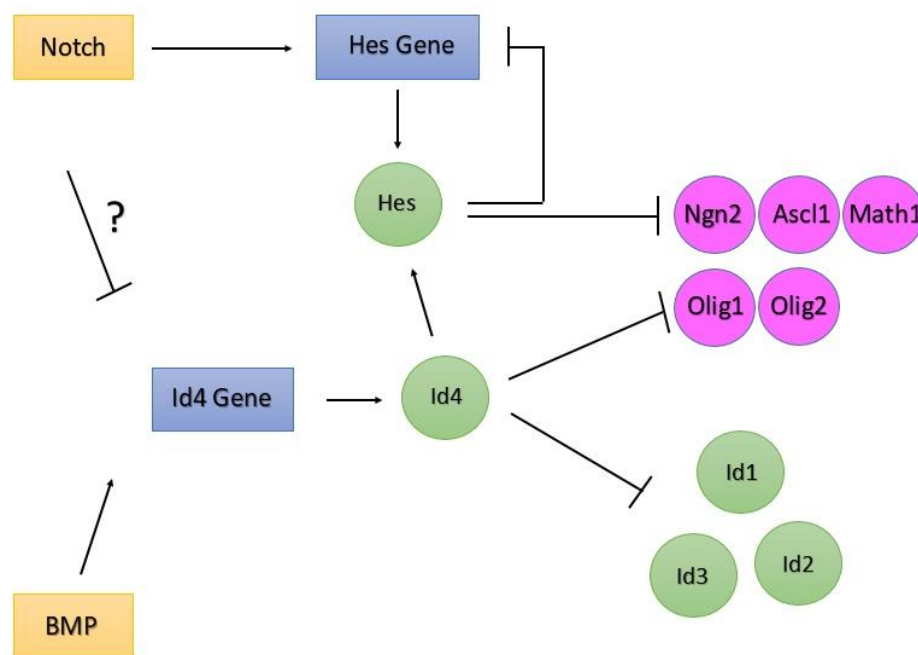 Notch
Hes Gene
?
Hes
Ngn2 Ascl1 Math1
Olig1 Olig2
Id4 Gene
Id4
Id1
Id3
Id2
BMP